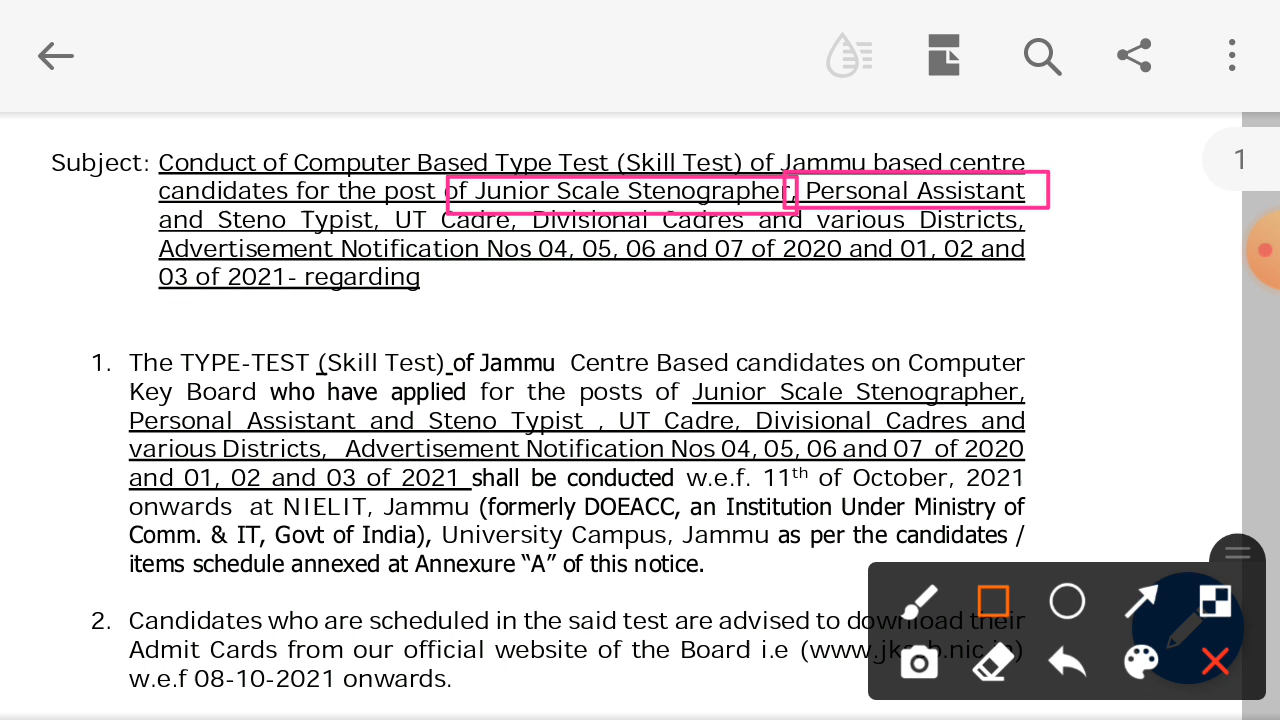 1
Subject: Conduct of Computer Based Type Test (Skill Test) of Jammu based centre
candidates for the post of Junior Scale Stenographer, Personal Assistant
and Steno Typist, UT Cadre, Divisional Cadres and various Districts,
Advertisement Notification Nos 04, 05, 06 and 07 of 2020 and 01, 02 and
03 of 2021- regarding
1. The TYPE-TEST (Skill Test) of Jammu Centre Based candidates on Computer
Key Board who have applied for the posts of Junior Scale Stenographer,
Personal Assistant and Steno Typist , UT Cadre, Divisional Cadres and
various Districts, Advertisement Notification Nos 04, 05, 06 and 07 of 2020
and 01, 02 and 03 of 2021 shall be conducted w.e.f. 11th of October, 2021
onwards at NIELIT, Jammu (formerly DOEACC, an Institution Under Ministry of
Comm. & IT, Govt of India), University Campus, Jammu as per the candidates /
items schedule annexed at Annexure “A” of this notice.
2. Candidates who are scheduled in the said test are advised to download their
Admit Cards from our official website of the Board i.e
w.e.f 08-10-2021 onwards.